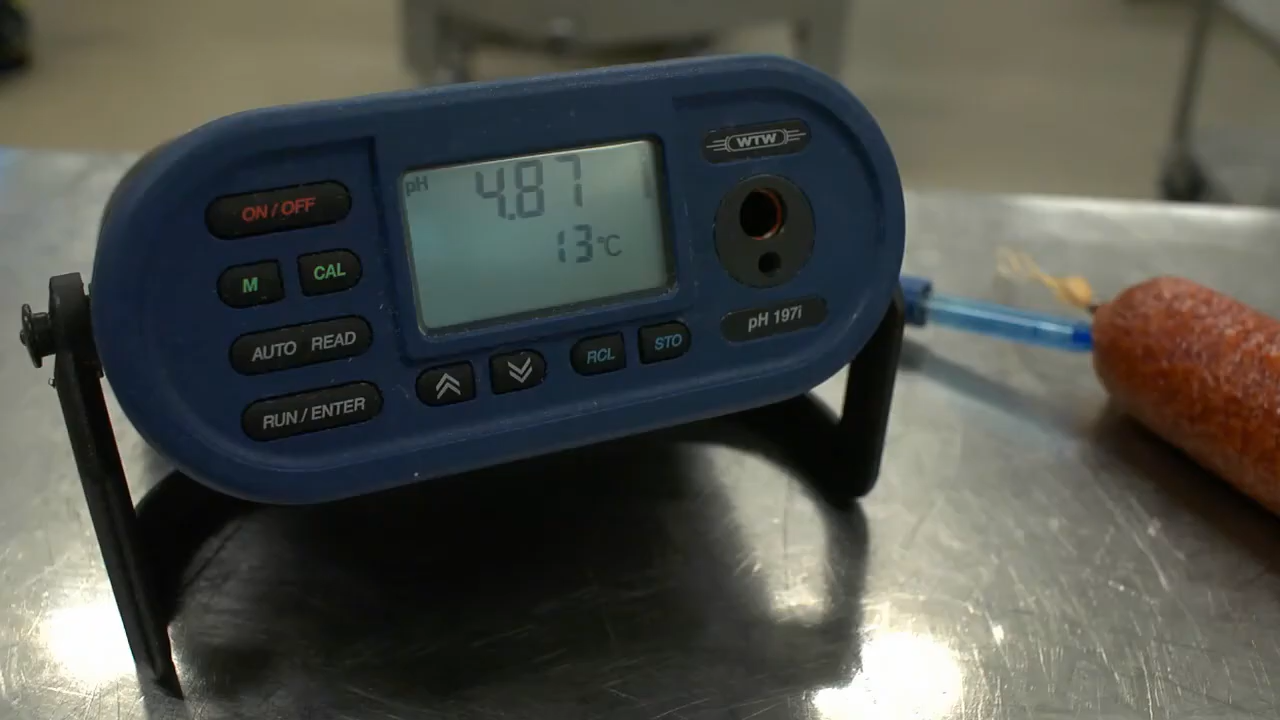 WTW
pH
4.87
13°C
ON / OFF
M
CAL
AUTO READ
RUN / ENTER
RCL
STO
pH 197i